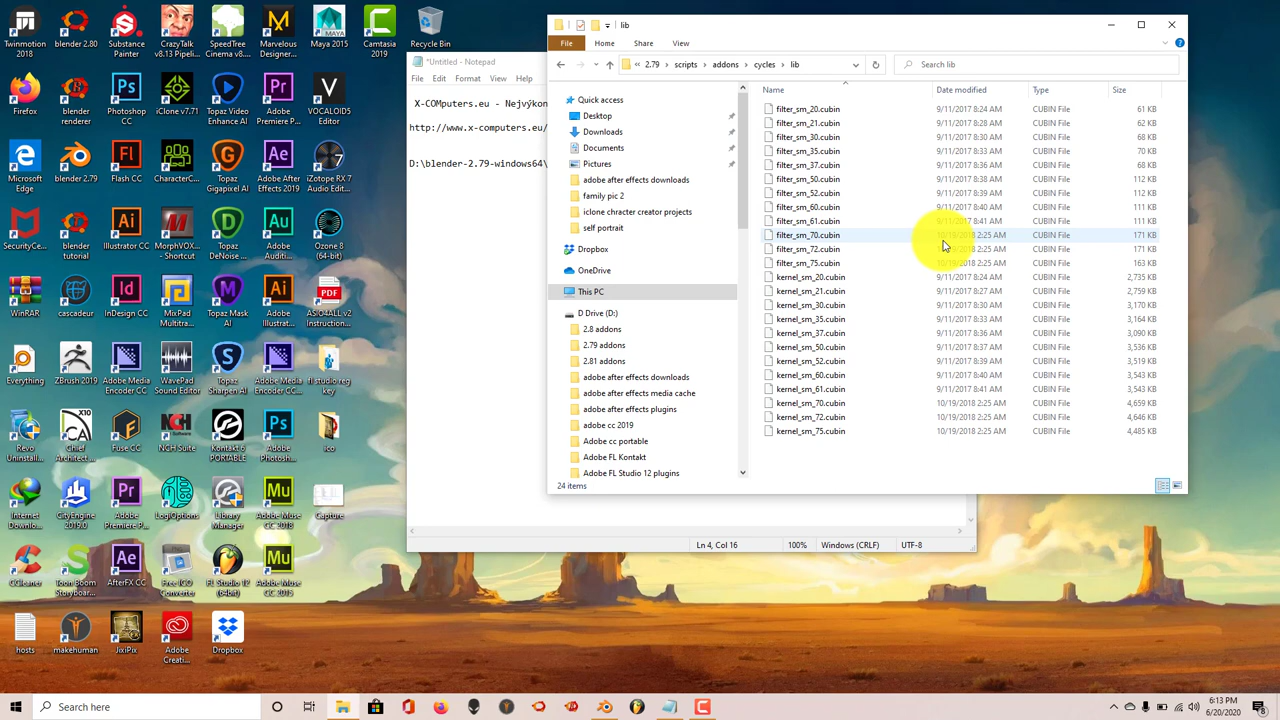 Twinmotion 2018
blender 2.80
Substance Painter
CrazyTalk v8.13 Pipeli...
SpeedTree Cinema v8....
Marvelous Designer...
Maya 2015
Camtasia 2019
Recycle Bin
Firefox
blender renderer
Photoshop CC
iClone v7.71
Topaz Video Enhance AI
Adobe Premiere P...
VOCALOID5 Editor
Microsoft Edge
blender 2.79
Flash CC
CharacterC...
Topaz Gigapixel AI
Adobe After Effects 2019
iZotope RX 7 Audio Edit...
SecurityCe...
blender tutorial
Illustrator CC
MorphVOX... - Shortcut
Topaz DeNoise ...
Adobe Auditi...
Ozone 8 (64-bit)
WinRAR
cascadeur
InDesign CC
MixPad Multitra...
Topaz Mask AI
Adobe Illustrat...
ASIO4ALL v2 Instruction...
Everything
ZBrush 2019
Adobe Media Encoder CC
WavePad Sound Editor
Topaz Sharpen AI
Adobe Media Encoder CC...
fl studio reg key
Revo Uninstall...
Chief Architect...
Fuse CC
NCH Suite
Kontakt 6 PORTABLE
Adobe Photosh...
ico
Internet Downlo...
CityEngine 2019.0
Adobe Premiere P...
LogiOptions
Library Manager
Adobe Muse CC 2018
Capture
CCleaner
Toon Boom Storyboard...
AfterFX CC
Free ICO Converter
FL Studio 12 (64bit)
Adobe Muse CC 2015
hosts
makehuman
JixiPix
Adobe Creati...
Dropbox
*Untitled - Notepad
File Edit Format View Help
X-COMputers.eu - Nejvýkon
http://www.x-computers.eu/
D:\blender-2.79-windows64\
Ln 4, Col 16 100% Windows (CRLF) UTF-8
lib
File Home Share View
« 2.79 › scripts › addons › cycles › lib
Search lib
Name Date modified Type Size
Quick access
Desktop
Downloads
Documents
Pictures
adobe after effects downloads
family pic 2
iclone chracter creator projects
self portrait
Dropbox
OneDrive
This PC
D Drive (D:)
2.8 addons
2.79 addons
2.81 addons
adobe after effects downloads
adobe after effects media cache
adobe after effects plugins
adobe cc 2019
Adobe cc portable
Adobe FL Kontakt
Adobe FL Studio 12 plugins
filter_sm_20.cubin 9/11/2017 8:24 AM CUBIN File 61 KB
filter_sm_21.cubin 9/11/2017 8:28 AM CUBIN File 62 KB
filter_sm_30.cubin 9/11/2017 8:30 AM CUBIN File 68 KB
filter_sm_35.cubin 9/11/2017 8:33 AM CUBIN File 70 KB
filter_sm_37.cubin 9/11/2017 8:36 AM CUBIN File 68 KB
filter_sm_50.cubin 9/11/2017 8:38 AM CUBIN File 112 KB
filter_sm_52.cubin 9/11/2017 8:39 AM CUBIN File 112 KB
filter_sm_60.cubin 9/11/2017 8:40 AM CUBIN File 111 KB
filter_sm_61.cubin 9/11/2017 8:41 AM CUBIN File 111 KB
filter_sm_70.cubin 10/19/2018 2:25 AM CUBIN File 171 KB
filter_sm_72.cubin 10/19/2018 2:25 AM CUBIN File 171 KB
filter_sm_75.cubin 10/19/2018 2:25 AM CUBIN File 163 KB
kernel_sm_20.cubin 9/11/2017 8:24 AM CUBIN File 2,735 KB
kernel_sm_21.cubin 9/11/2017 8:27 AM CUBIN File 2,759 KB
kernel_sm_30.cubin 9/11/2017 8:30 AM CUBIN File 3,170 KB
kernel_sm_35.cubin 9/11/2017 8:33 AM CUBIN File 3,164 KB
kernel_sm_37.cubin 9/11/2017 8:36 AM CUBIN File 3,090 KB
kernel_sm_50.cubin 9/11/2017 8:37 AM CUBIN File 3,536 KB
kernel_sm_52.cubin 9/11/2017 8:39 AM CUBIN File 3,519 KB
kernel_sm_60.cubin 9/11/2017 8:40 AM CUBIN File 3,543 KB
kernel_sm_61.cubin 9/11/2017 8:41 AM CUBIN File 3,543 KB
kernel_sm_70.cubin 10/19/2018 2:25 AM CUBIN File 4,659 KB
kernel_sm_72.cubin 10/19/2018 2:25 AM CUBIN File 4,646 KB
kernel_sm_75.cubin 10/19/2018 2:25 AM CUBIN File 4,485 KB
24 items
Search here
6:13 PM
6/20/2020